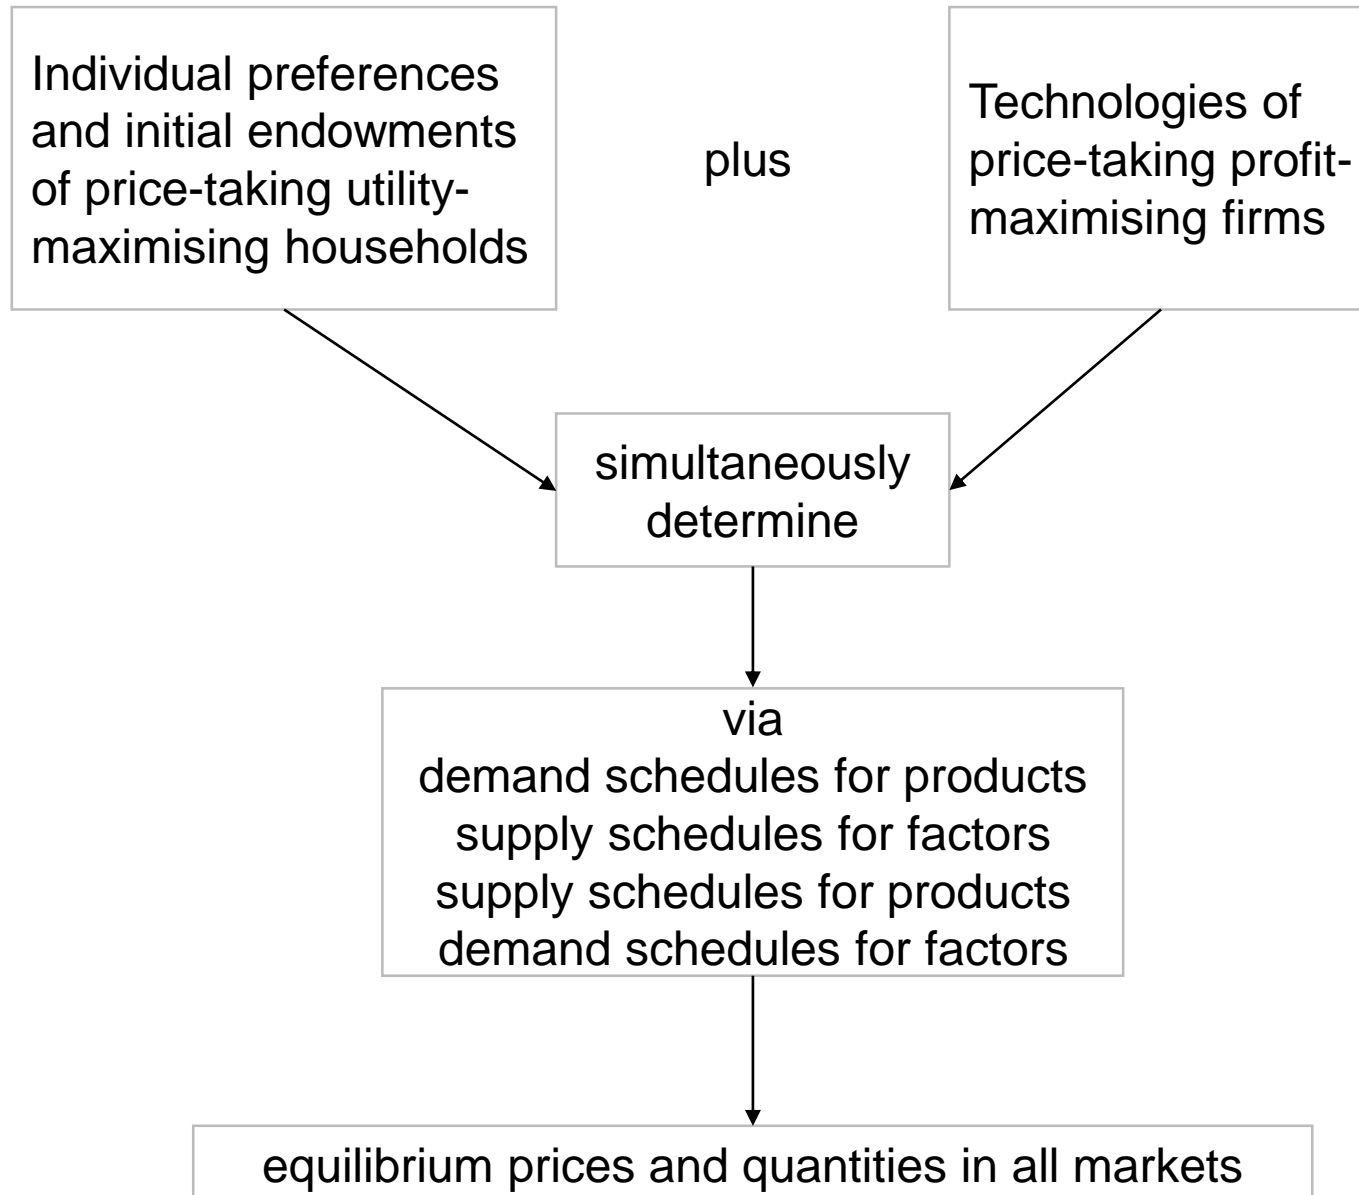 Individual preferences
and initial endowments
of price-taking utility-
maximising households
plus
Technologies of
price-taking profit-
maximising firms
simultaneously
determine
via
demand schedules for products
supply schedules for factors
supply schedules for products
demand schedules for factors
equilibrium prices and quantities in all markets